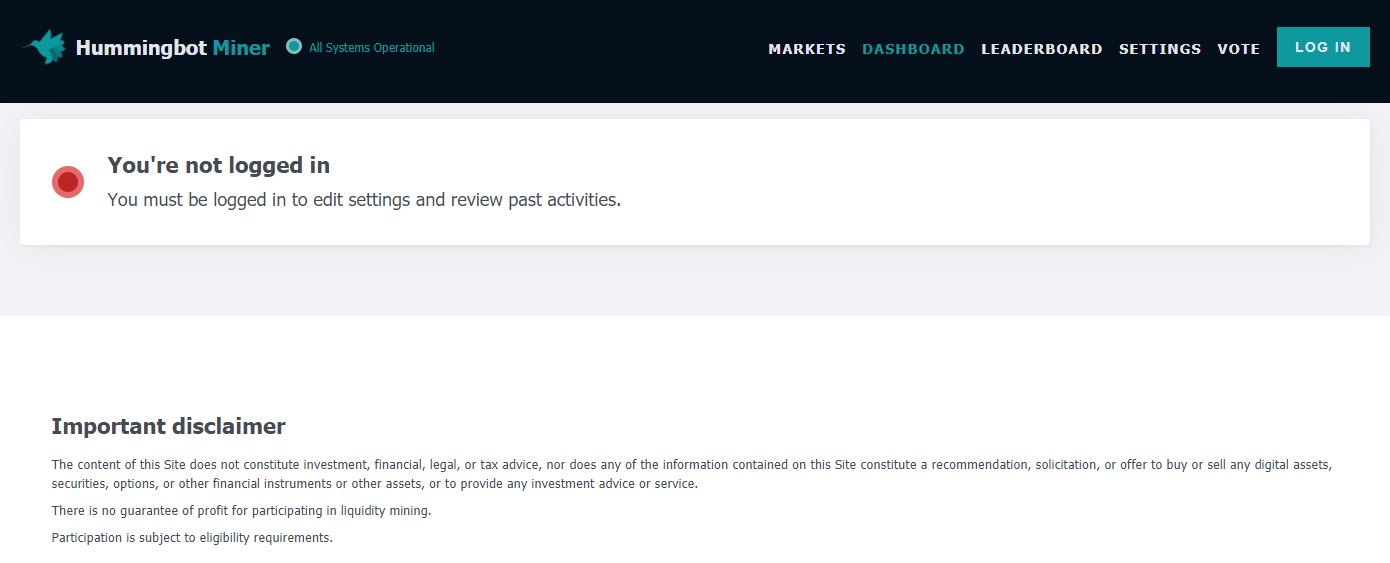 Hummingbot Miner
All Systems Operational
MARKETS DASHBOARD LEADERBOARD SETTINGS VOTE LOG IN
You're not logged in
You must be logged in to edit settings and review past activities.
Important disclaimer
The content of this Site does not constitute investment, financial, legal, or tax advice, nor does any of the information contained on this Site constitute a recommendation, solicitation, or offer to buy or sell any digital assets,
securities, options, or other financial instruments or other assets, or to provide any investment advice or service.
There is no guarantee of profit for participating in liquidity mining.
Participation is subject to eligibility requirements.